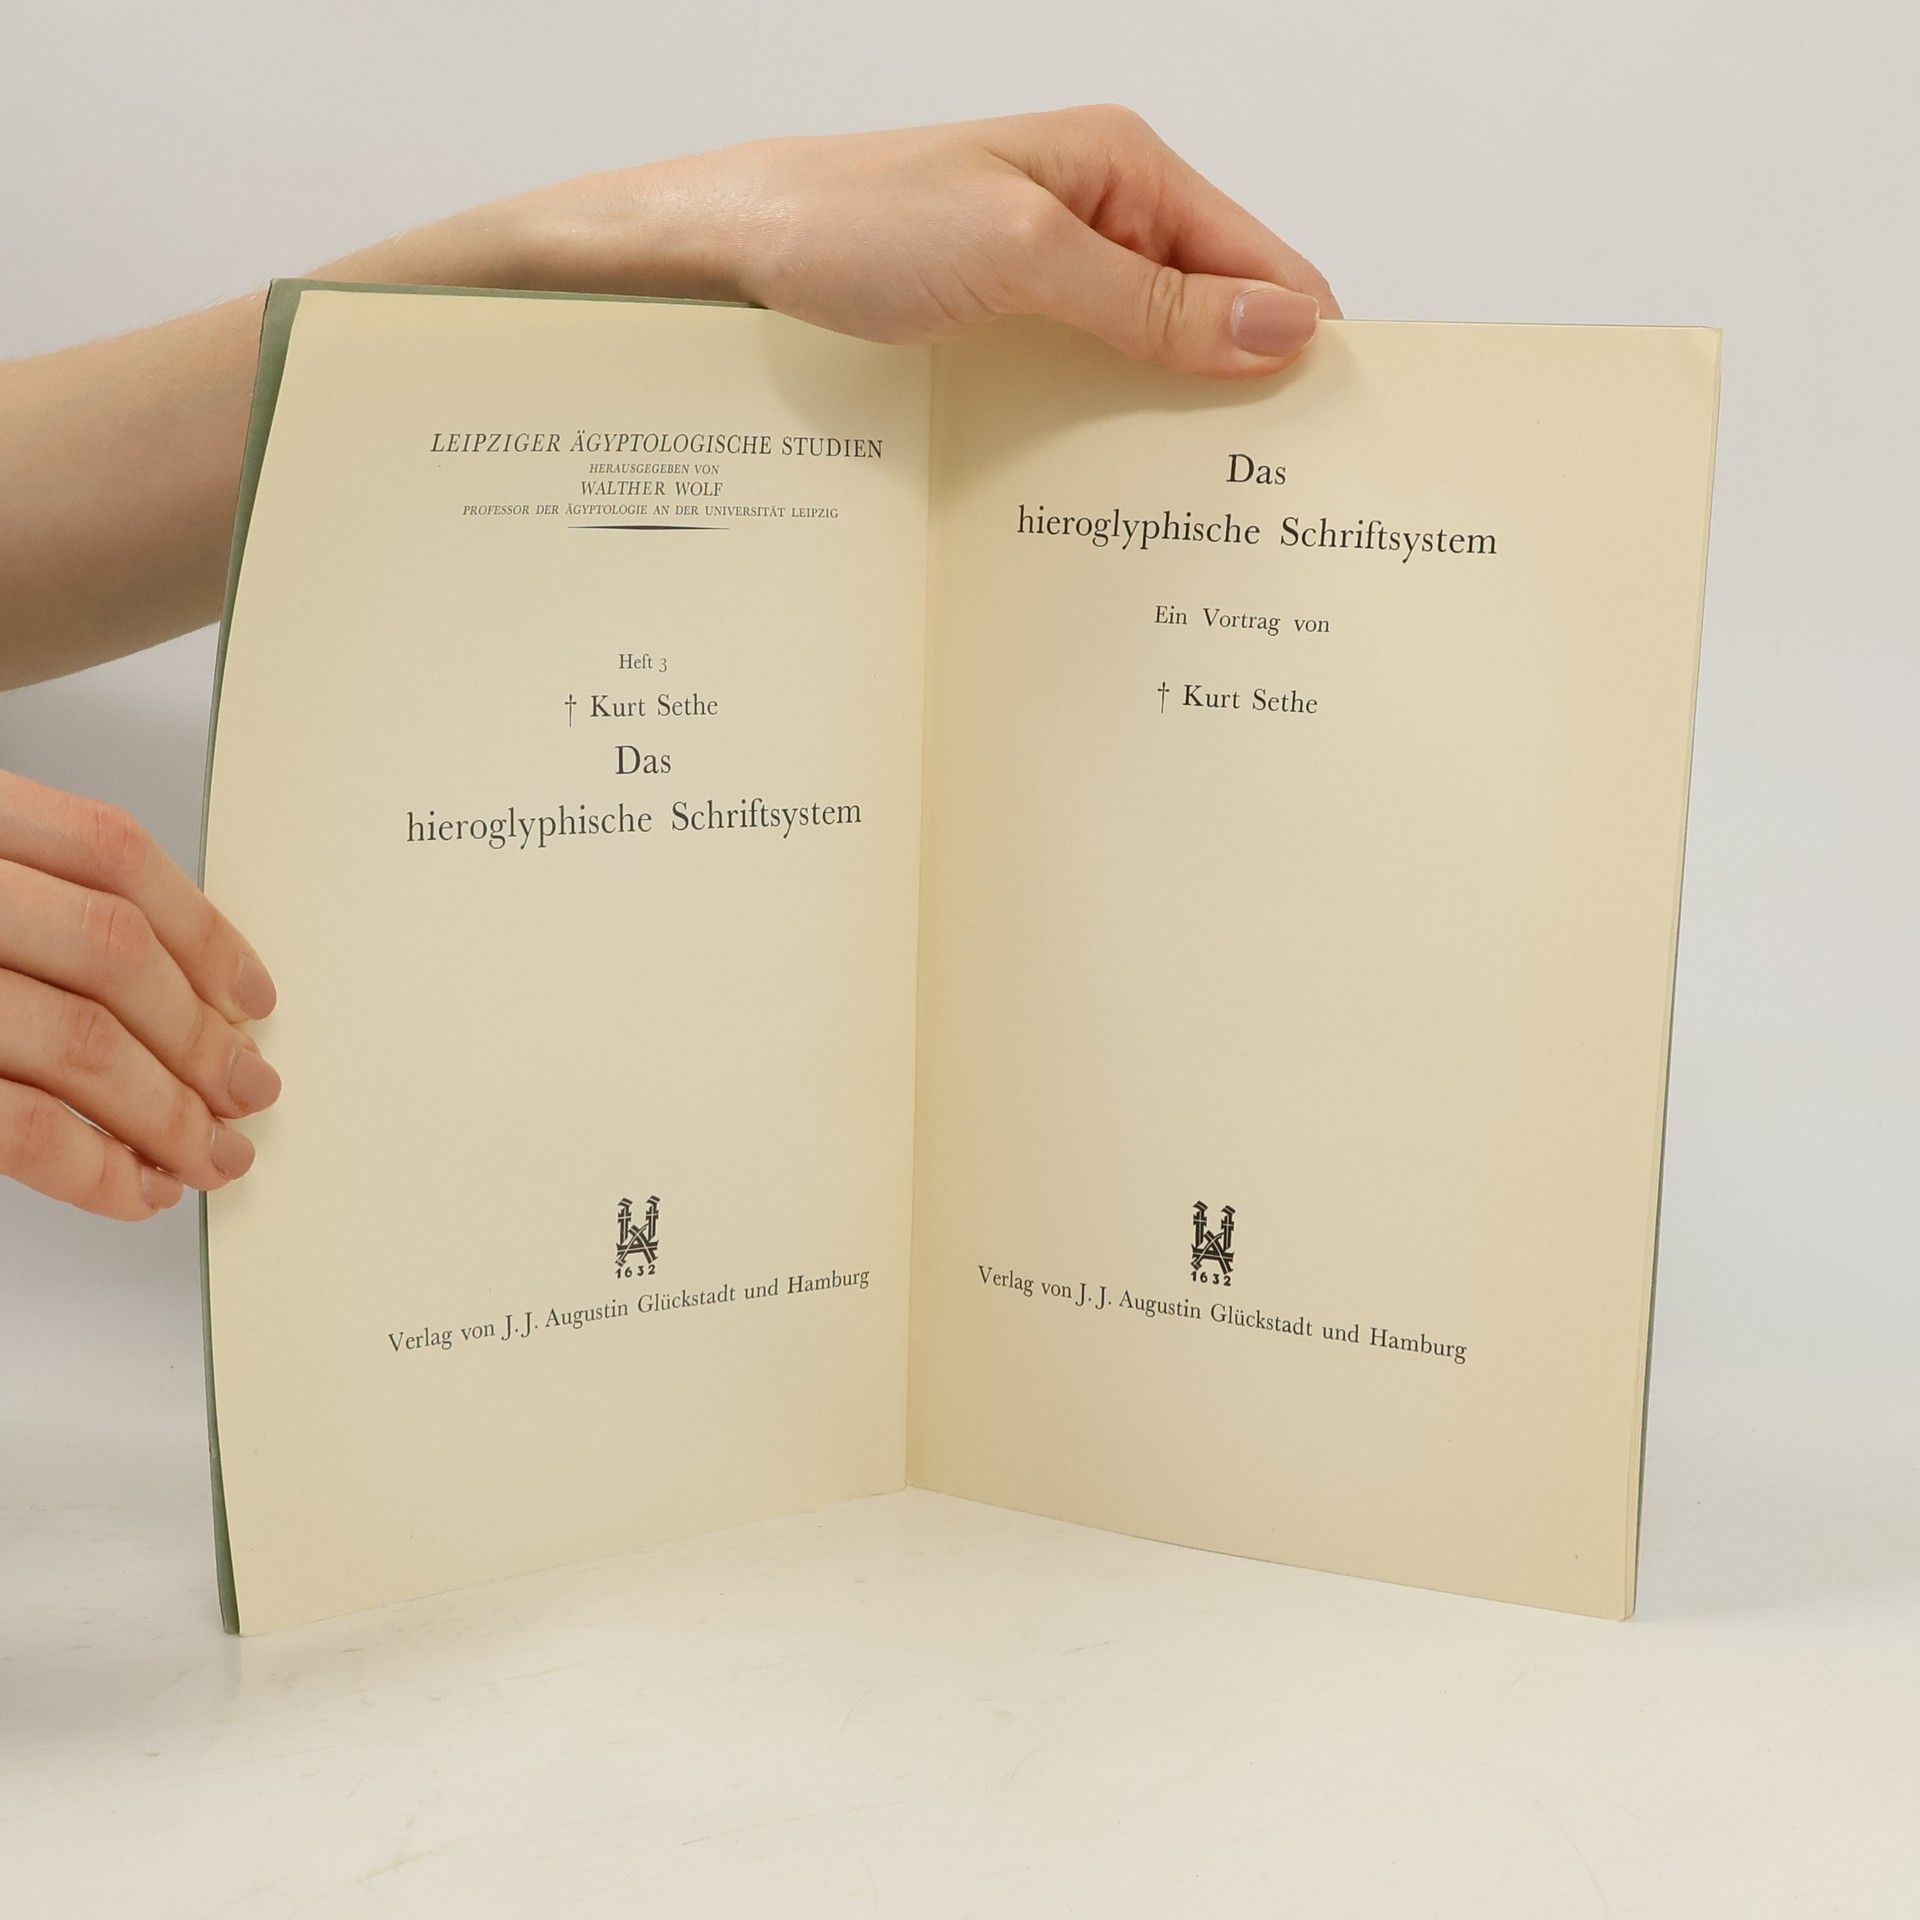 LEIPZIGER ÄGYPTOLOGISCHE STUDIEN
HERAUSGEGEBEN VON
WALTHER WOLF
PROFESSOR DER ÄGYPTOLOGIE AN DER UNIVERSITÄT LEIPZIG
Heft 3
† Kurt Sethe
Das
hieroglyphische Schriftsystem
1632
Verlag von J. J. Augustin Glückstadt und Hamburg
Das
hieroglyphische Schriftsystem
Ein Vortrag von
† Kurt Sethe
1632
Verlag von J. J. Augustin Glückstadt und Hamburg